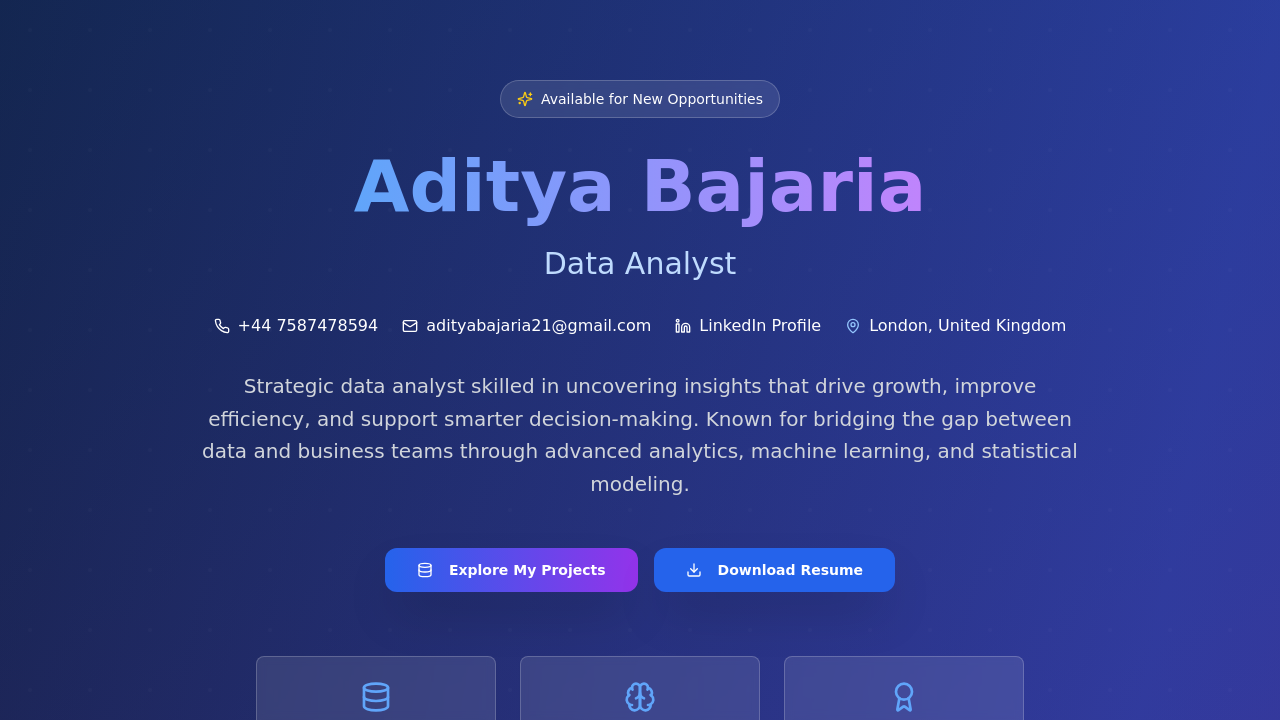 Available for New Opportunities
Aditya Bajaria
Data Analyst
+44 7587478594 adityabajaria21@gmail.com LinkedIn Profile London, United Kingdom
Strategic data analyst skilled in uncovering insights that drive growth, improve
efficiency, and support smarter decision-making. Known for bridging the gap between
data and business teams through advanced analytics, machine learning, and statistical
modeling.
Explore My Projects Download Resume